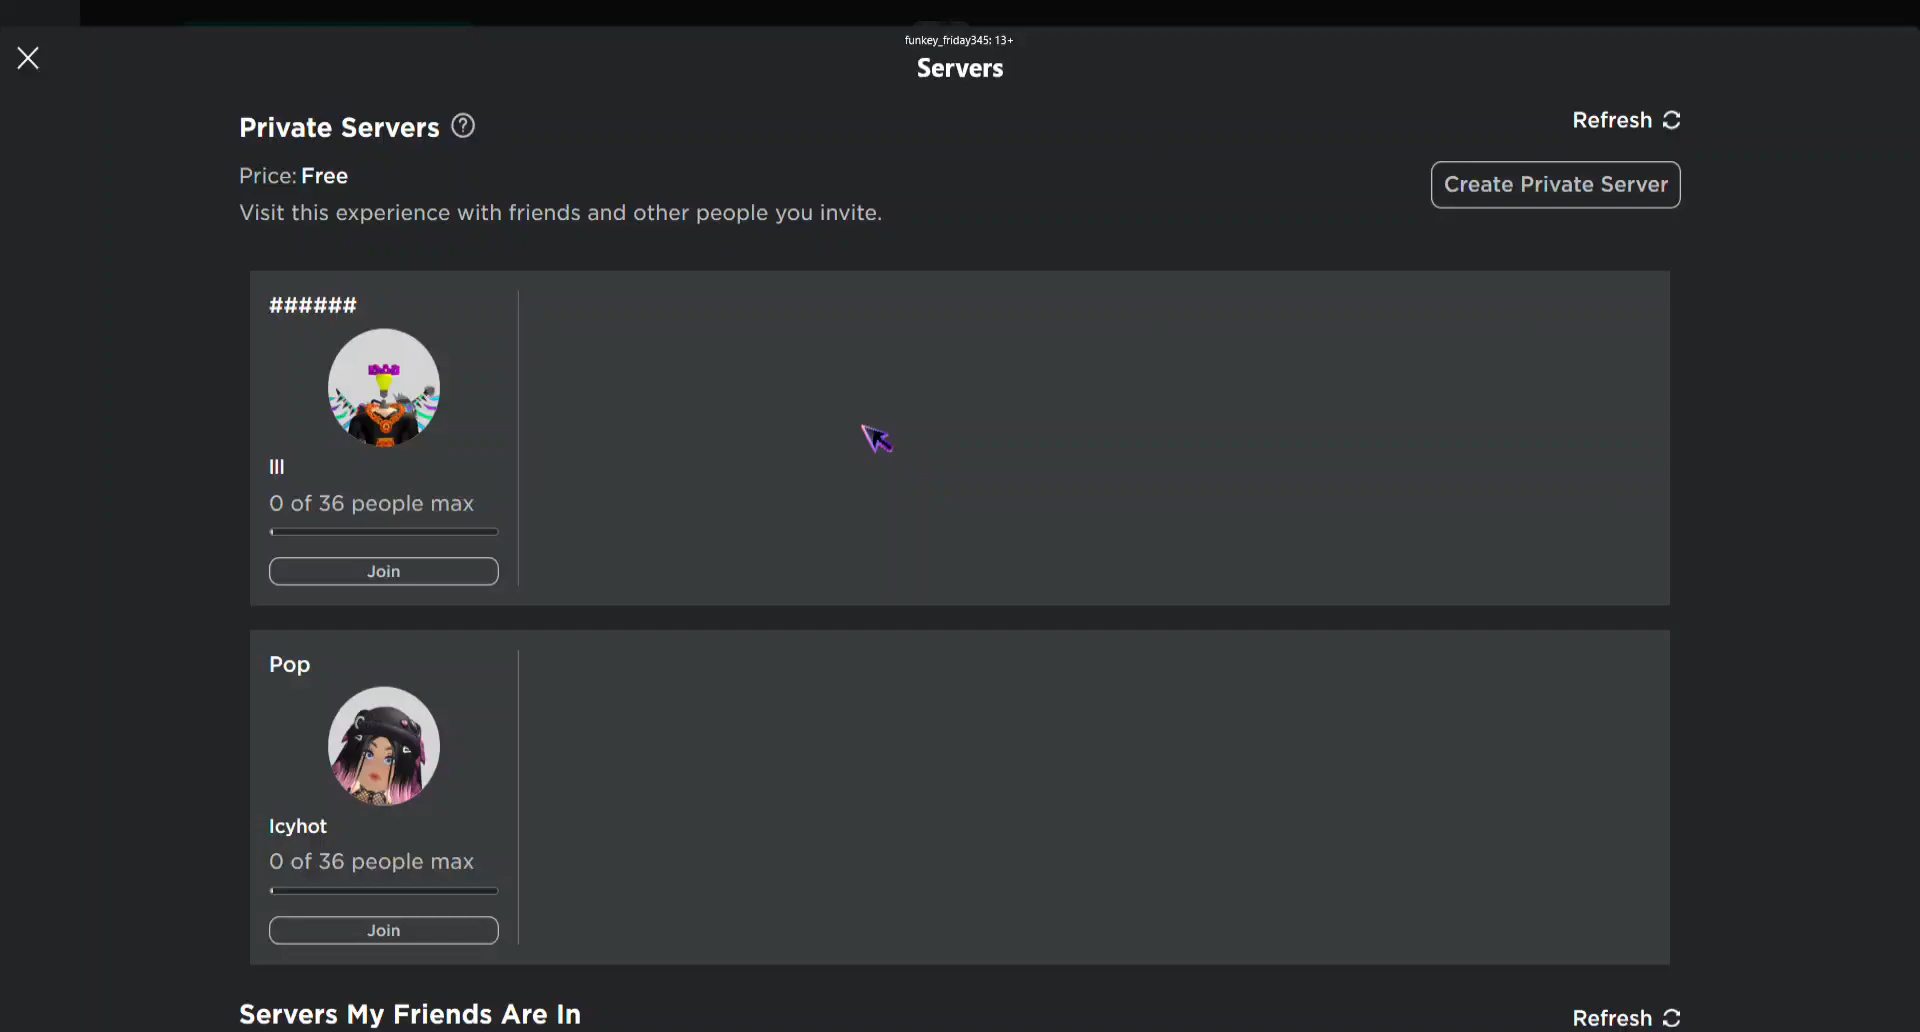 funkey_friday345: 13+
Servers
Private Servers
Refresh
Price: Free
Create Private Server
Visit this experience with friends and other people you invite.
######
lll
0 of 36 people max
Join
Pop
Icyhot
0 of 36 people max
Join
Servers My Friends Are In
Refresh